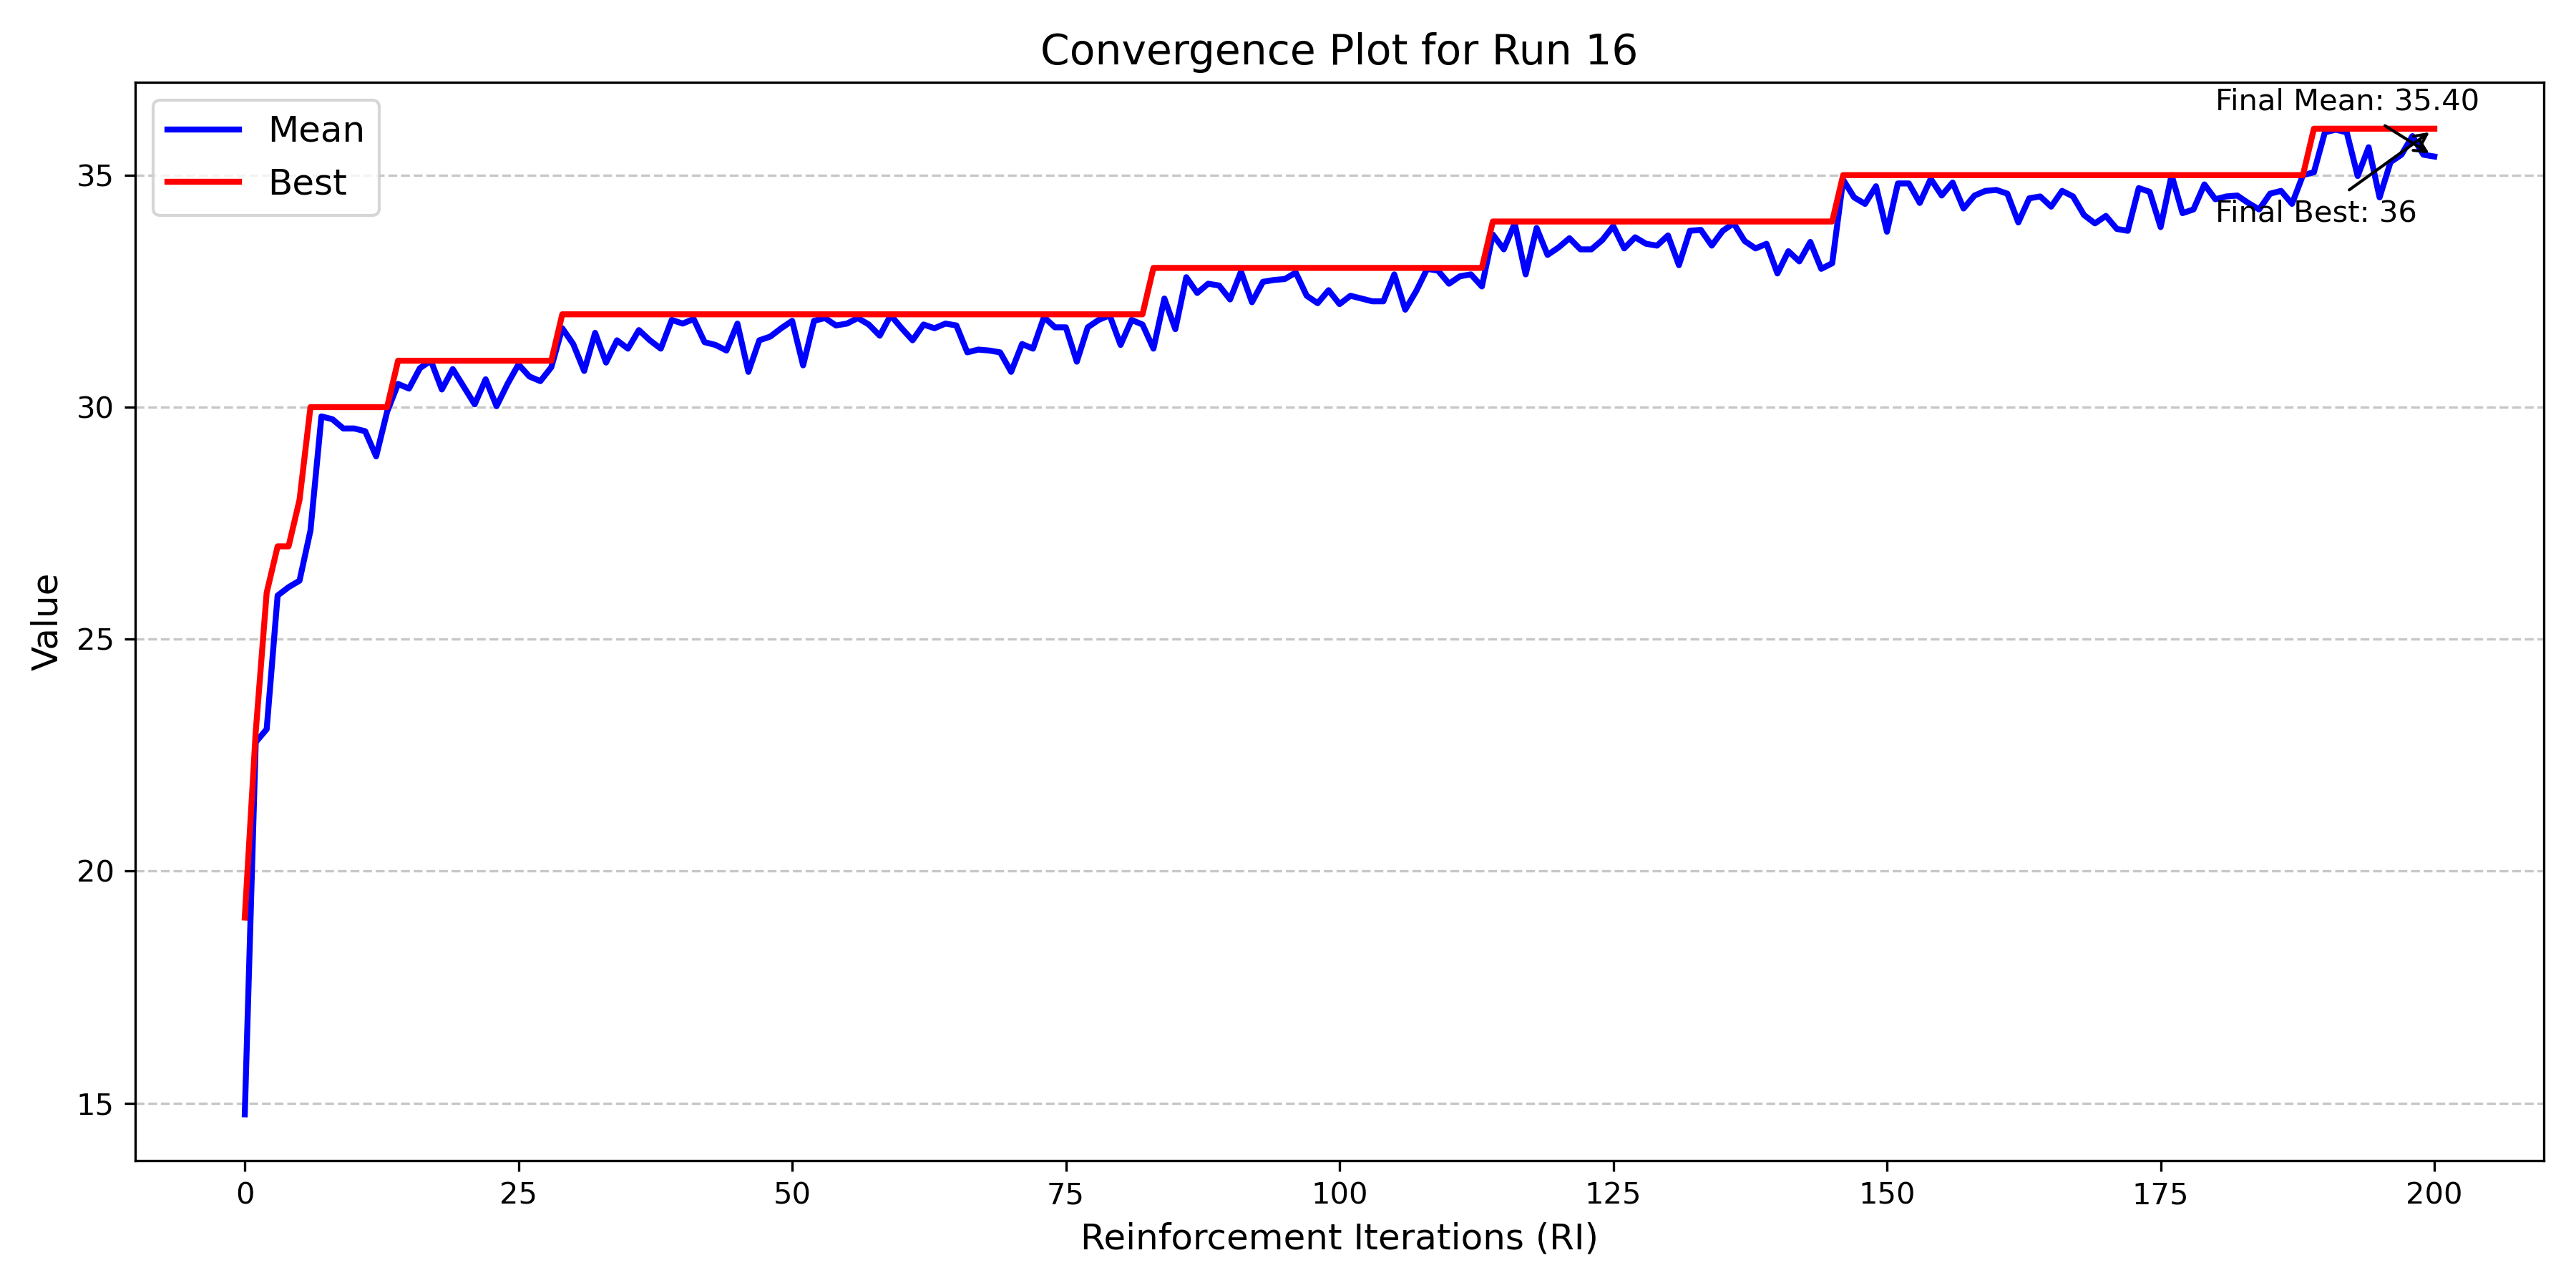 Convergence Plot for Run 16
Mean
Best
Final Mean: 35.40
Final Best: 36
Value
35
30
25
20
15
0 25 50 75 100 125 150 175 200
Reinforcement Iterations (RI)